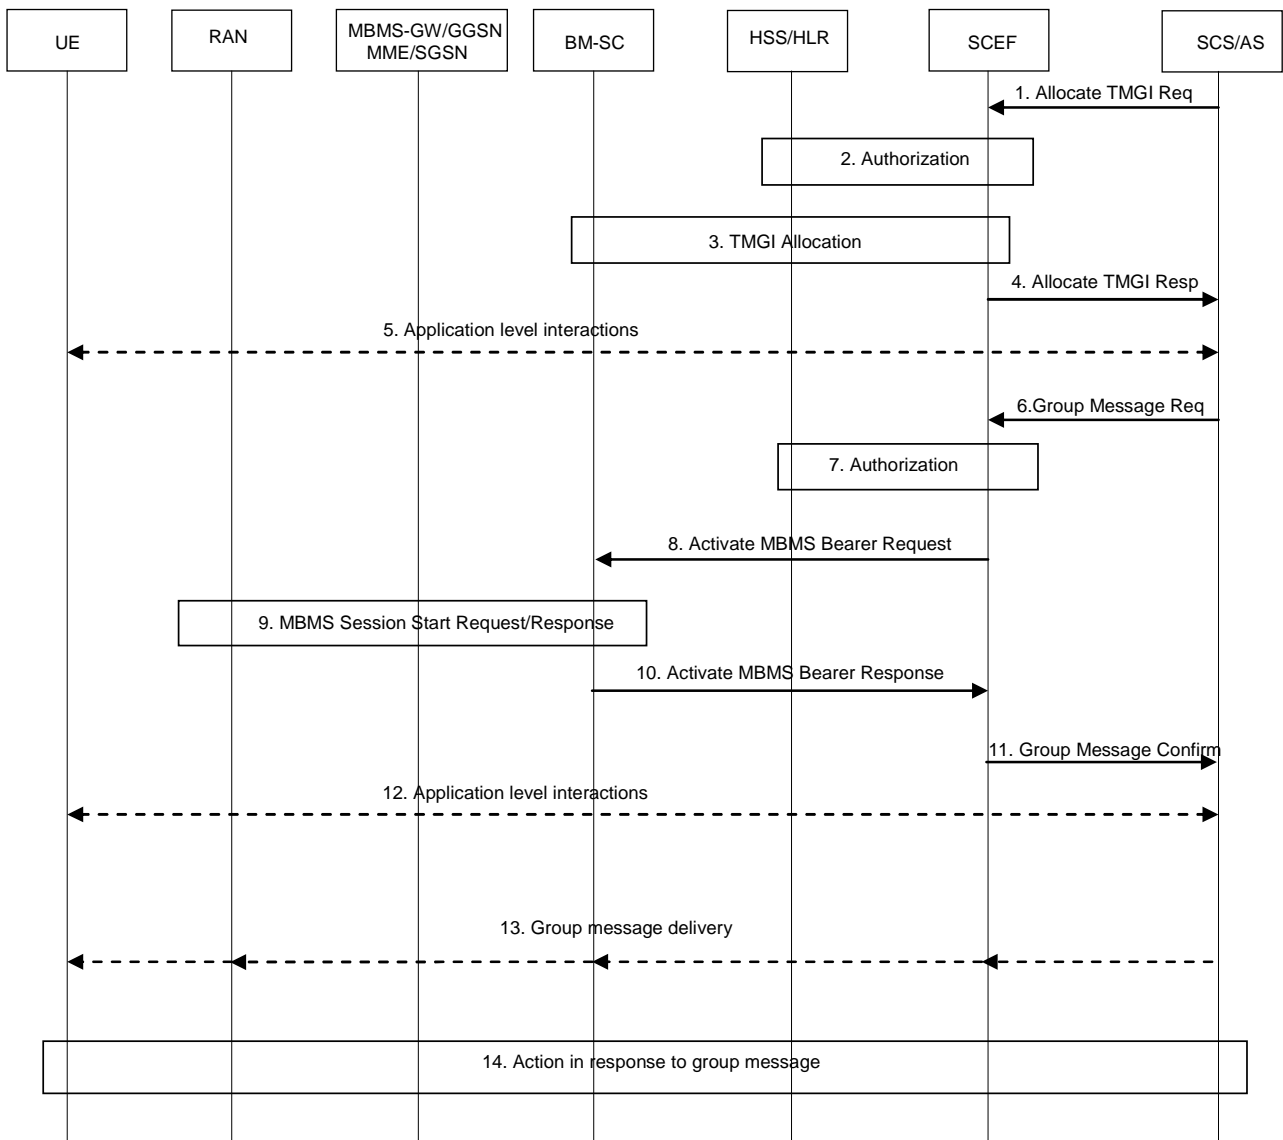 UE
RAN
MBMS-GW/GGSN
MME/SGSN
BM-SC
HSS/HLR
SCEF
SCS/AS
1. Allocate TMGI Req
2. Authorization
3. TMGI Allocation
4. Allocate TMGI Resp
5. Application level interactions
6.Group Message Req
7. Authorization
8. Activate MBMS Bearer Request
9. MBMS Session Start Request/Response
10. Activate MBMS Bearer Response
11. Group Message Confirm
12. Application level interactions
13. Group message delivery
14. Action in response to group message